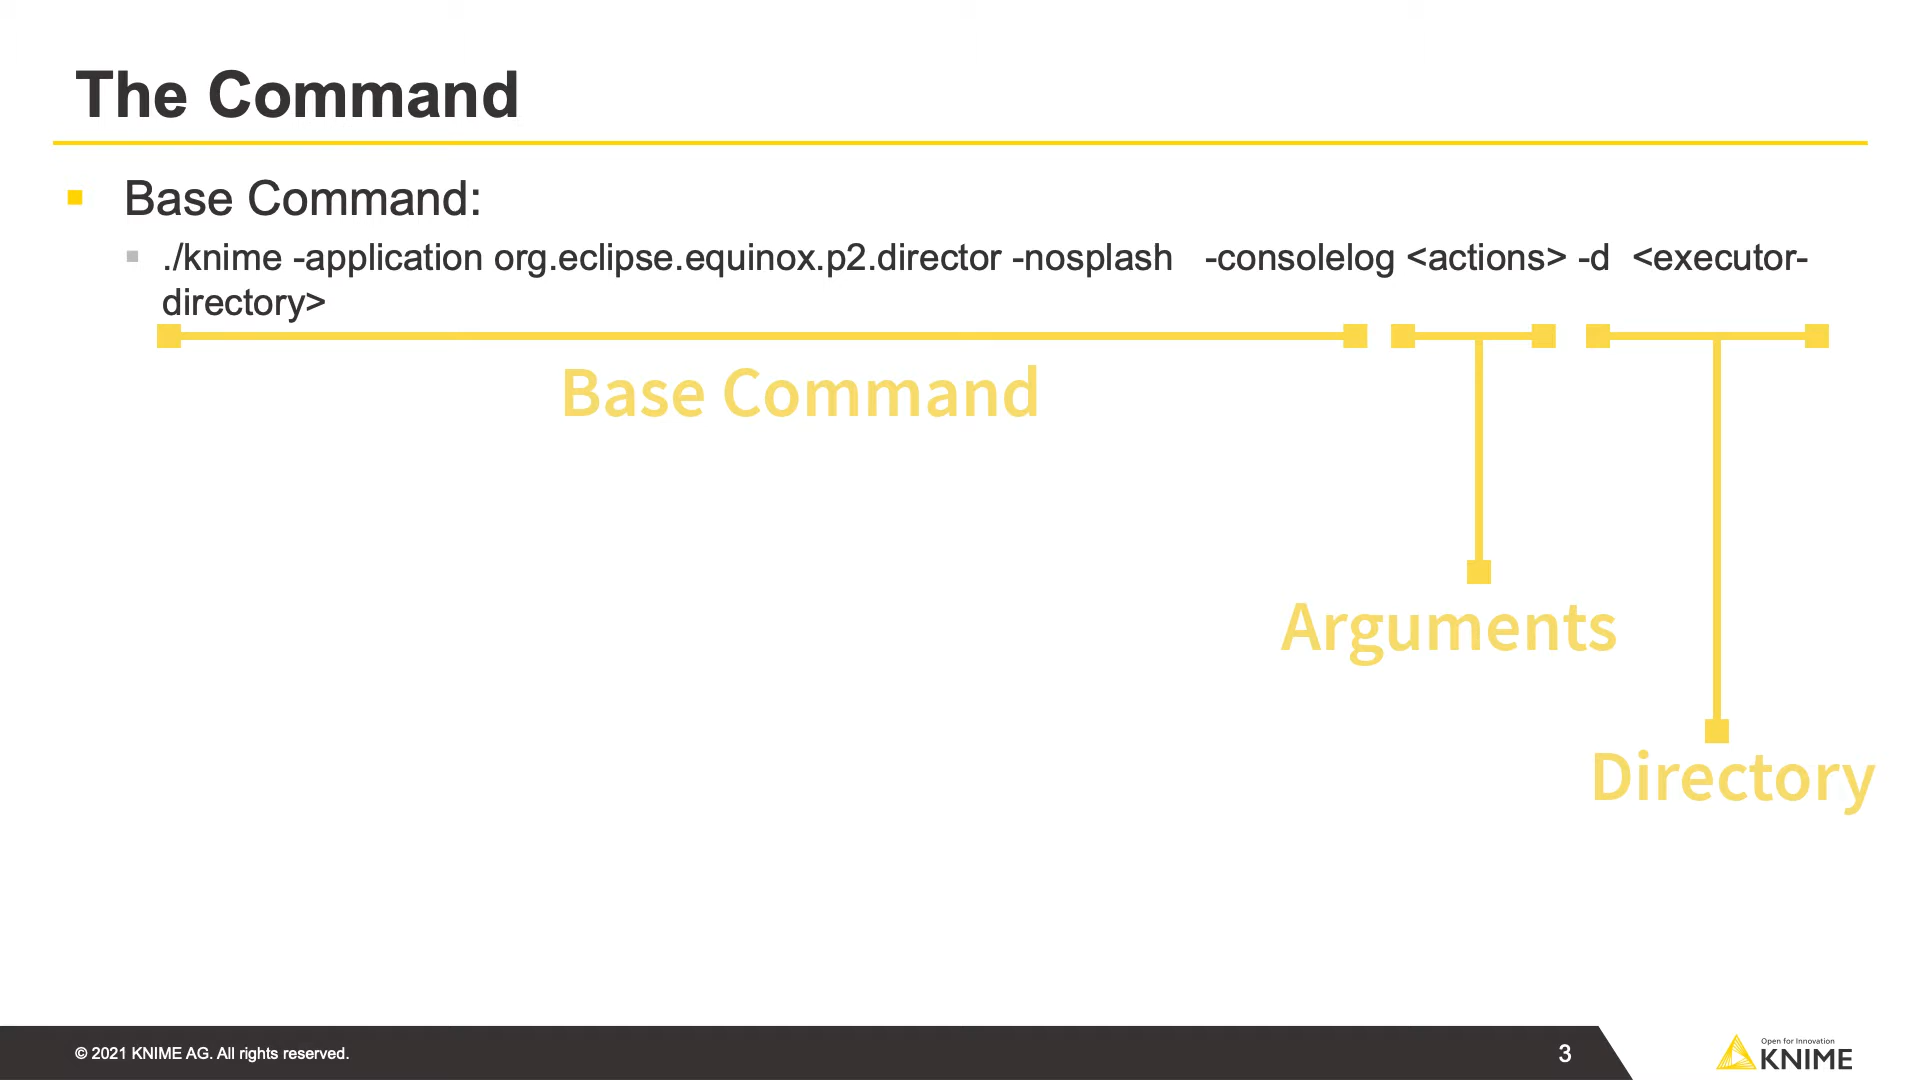 The Command
Base Command:
./knime -application org.eclipse.equinox.p2.director -nosplash   -consolelog <actions> -d  <executor-
directory>
Base Command
Arguments
Directory
© 2021 KNIME AG. All rights reserved.
3
Open for Innovation
KNIME